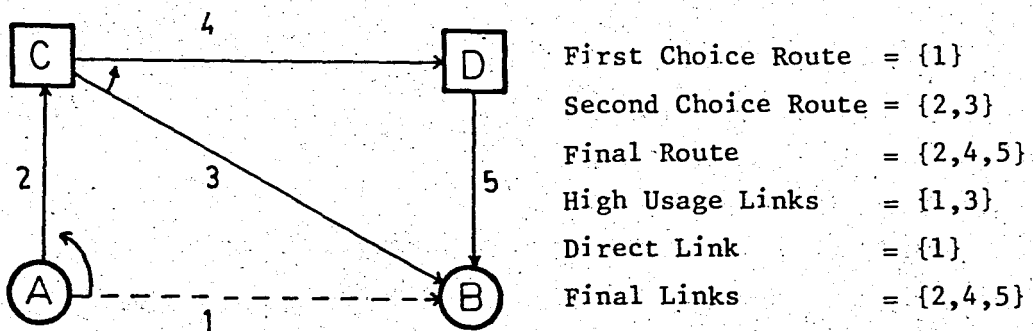 4
C
D
2
3
5
A
B
1
First Choice Route = {1}
Second Choice Route = {2,3}
Final Route = {2,4,5}
High Usage Links = {1,3}
Direct Link = {1}
Final Links = {2,4,5}